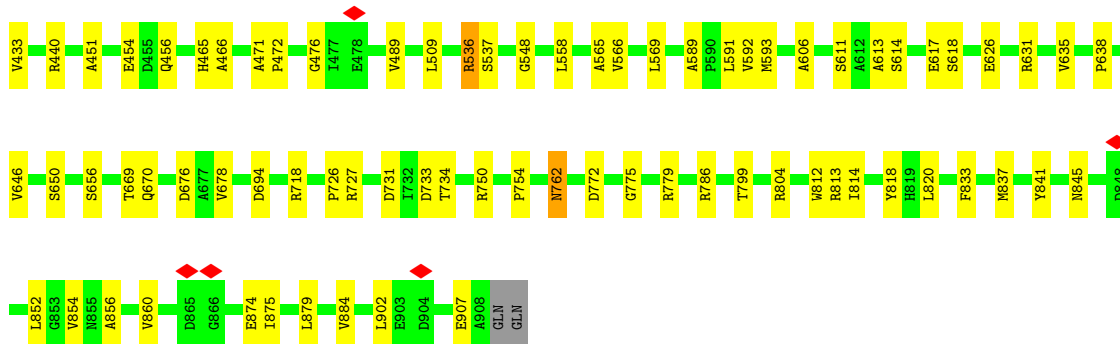 V433 R440 A451 E454 D455 Q456 H465 A466 A471 P472 G476 I477 E478 V489 L509 R536 S537 G548 L558 A565 V566 L569 A589 P590 L591 V592 M593 A606 S611 A612 A613 S614 E617 S618 E626 R631 V635 P638
V646 S650 S656 T669 Q670 D676 A677 V678 D694 R718 P726 R727 D731 I732 D733 T734 R750 P754 N762 D772 G775 R779 R786 T799 R804 W812 R813 I814 Y818 H819 L820 F833 M837 Y841 N845 D848
L852 G853 V854 N855 A856 V860 D865 G866 E874 I875 L879 V884 L902 E903 D904 E907 A908 GLN GLN